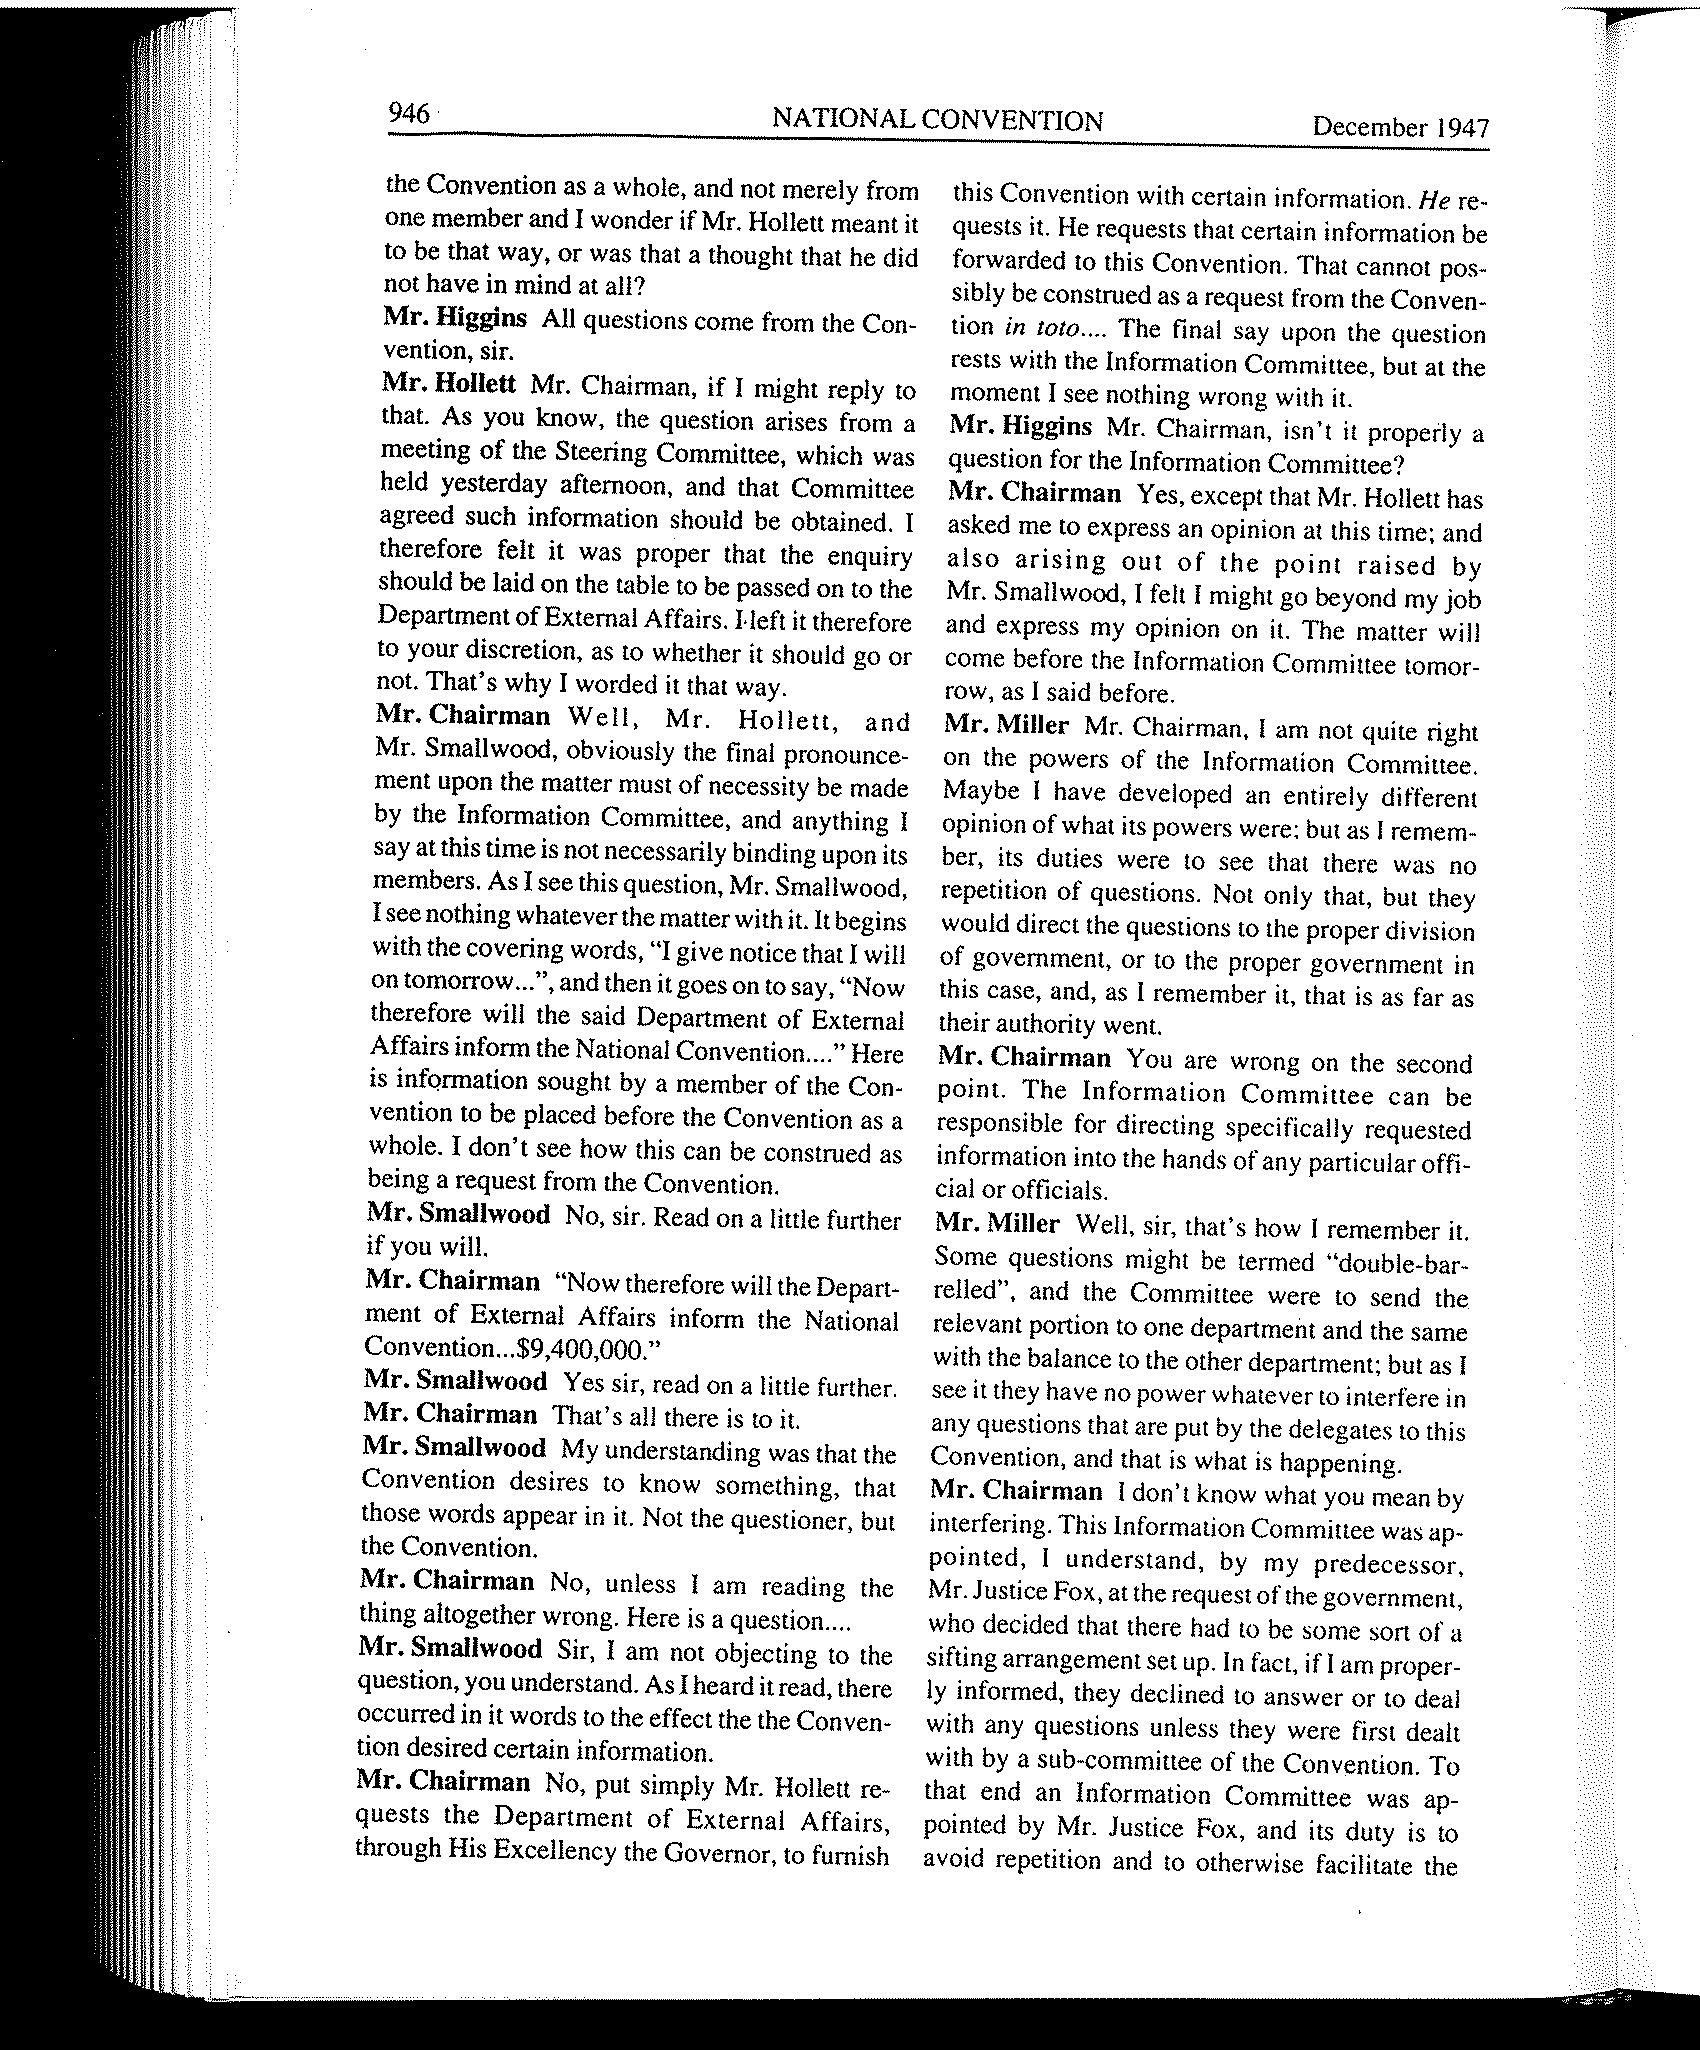 946
NATIONAL CONVENTION
December 1947
the Convention as a whole, and not merely from
one member and I wonder if Mr. Hollett meant it
to be that way, or was that a thought that he did
not have in mind at all?
Mr. Higgins All questions come from the Con-
vention, sir.
Mr. Hollett Mr. Chairman, if I might reply to
that. As you know, the question arises from a
meeting of the Steering Committee, which was
held yesterday afternoon, and that Committee
agreed such information should be obtained. I
therefore felt it was proper that the enquiry
should be laid on the table to be passed on to the
Department of External Affairs. I left it therefore
to your discretion, as to whether it should go or
not. That's why I worded it that way.
Mr. Chairman Well, Mr. Hollett, and
Mr. Smallwood, obviously the final pronounce-
ment upon the matter must of necessity be made
by the Information Committee, and anything I
say at this time is not necessarily binding upon its
members. As I see this question, Mr. Smallwood,
I see nothing whatever the matter with it. It begins
with the covering words, "I give notice that I will
on tomorrow...", and then it goes on to say, "Now
therefore will the said Department of External
Affairs inform the National Convention...." Here
is information sought by a member of the Con-
vention to be placed before the Convention as a
whole. I don't see how this can be construed as
being a request from the Convention.
Mr. Smallwood No, sir. Read on a little further
if you will.
Mr. Chairman "Now therefore will the Depart-
ment of External Affairs inform the National
Convention...$9,400,000."
Mr. Smallwood Yes sir, read on a little further.
Mr. Chairman That's all there is to it.
Mr. Smallwood My understanding was that the
Convention desires to know something, that
those words appear in it. Not the questioner, but
the Convention.
Mr. Chairman No, unless I am reading the
thing altogether wrong. Here is a question....
Mr. Smallwood Sir, I am not objecting to the
question, you understand. As I heard it read, there
occurred in it words to the effect the the Conven-
tion desired certain information.
Mr. Chairman No, put simply Mr. Hollett re-
quests the Department of External Affairs,
through His Excellency the Governor, to furnish
this Convention with certain information. He re-
quests it. He requests that certain information be
forwarded to this Convention. That cannot pos-
sibly be construed as a request from the Conven-
tion in toto.... The final say upon the question
rests with the Information Committee, but at the
moment I see nothing wrong with it.
Mr. Higgins Mr. Chairman, isn't it properly a
question for the Information Committee?
Mr. Chairman Yes, except that Mr. Hollett has
asked me to express an opinion at this time; and
also arising out of the point raised by
Mr. Smallwood, I felt I might go beyond my job
and express my opinion on it. The matter will
come before the Information Committee tomor-
row, as I said before.
Mr. Miller Mr. Chairman, I am not quite right
on the powers of the Information Committee.
Maybe I have developed an entirely different
opinion of what its powers were; but as I remem-
ber, its duties were to see that there was no
repetition of questions. Not only that, but they
would direct the questions to the proper division
of government, or to the proper government in
this case, and, as I remember it, that is as far as
their authority went.
Mr. Chairman You are wrong on the second
point. The Information Committee can be
responsible for directing specifically requested
information into the hands of any particular offi-
cial or officials.
Mr. Miller Well, sir, that's how I remember it.
Some questions might be termed "double-bar-
relled", and the Committee were to send the
relevant portion to one department and the same
with the balance to the other department; but as I
see it they have no power whatever to interfere in
any questions that are put by the delegates to this
Convention, and that is what is happening.
Mr. Chairman I don't know what you mean by
interfering. This Information Committee was ap-
pointed, I understand, by my predecessor,
Mr. Justice Fox, at the request of the government,
who decided that there had to be some sort of a
sifting arrangement set up. In fact, if I am proper-
ly informed, they declined to answer or to deal
with any questions unless they were first dealt
with by a sub-committee of the Convention. To
that end an Information Committee was ap-
pointed by Mr. Justice Fox, and its duty is to
avoid repetition and to otherwise facilitate the